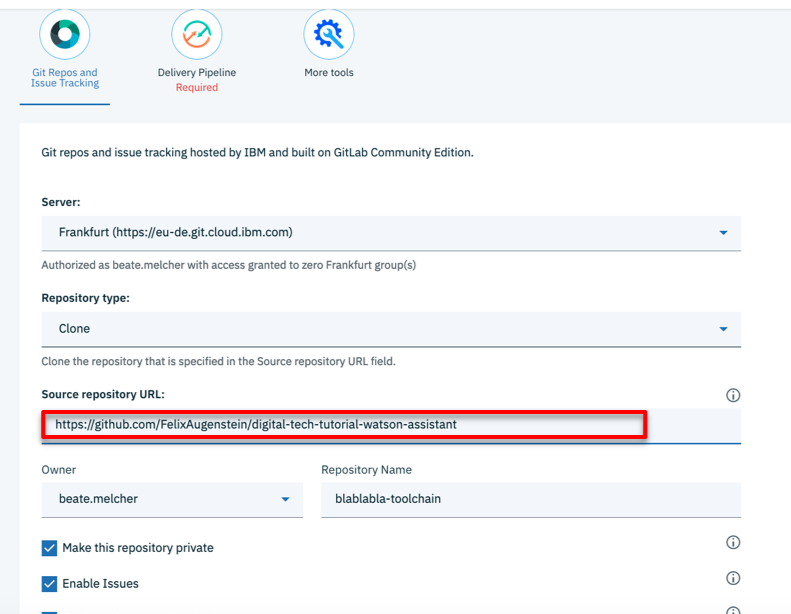 Git Repos and
Issue Tracking
Delivery Pipeline
Required
More tools
Git repos and issue tracking hosted by IBM and built on GitLab Community Edition.
Server:
Frankfurt (https://eu-de.git.cloud.ibm.com)
Authorized as beate.melcher with access granted to zero Frankfurt group(s)
Repository type:
Clone
Clone the repository that is specified in the Source repository URL field.
Source repository URL:
https://github.com/FelixAugenstein/digital-tech-tutorial-watson-assistant
Owner
Repository Name
beate.melcher
blablabla-toolchain
Make this repository private
Enable Issues